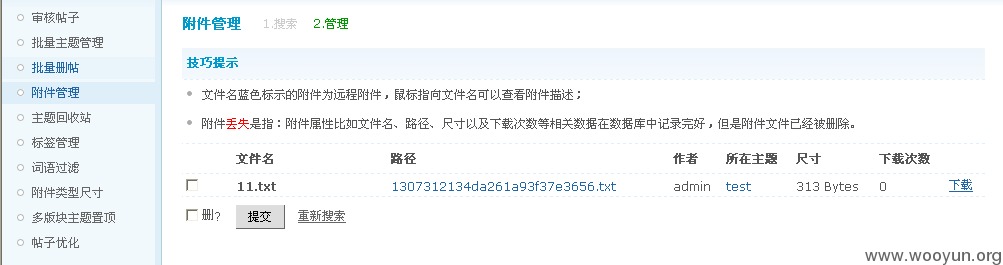 审核帖子
批量主题管理
批量删帖
附件管理
主题回收站
标签管理
词语过滤
附件类型尺寸
多版块主题置顶
帖子优化
附件管理 1.搜索 2.管理
技巧提示
文件名蓝色标示的附件为远程附件，鼠标指向文件名可以查看附件描述；
附件丢失是指：附件属性比如文件名、路径、尺寸以及下载次数等相关数据在数据库中记录完好，但是附件文件已经被删除。
文件名 路径 作者 所在主题 尺寸 下载次数
11.txt 1307312134da261a93f37e3656.txt admin test 313 Bytes 0 下载
删? 提交 重新搜索
www.wooyun.org